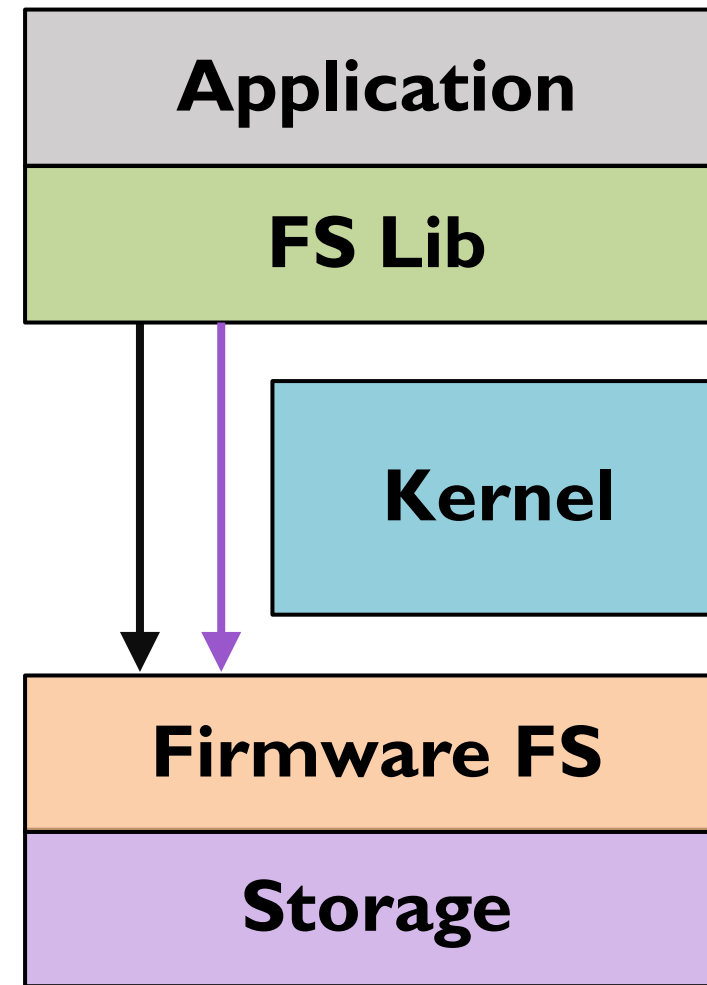 Application
FS Lib
Kernel
Firmware FS
Storage